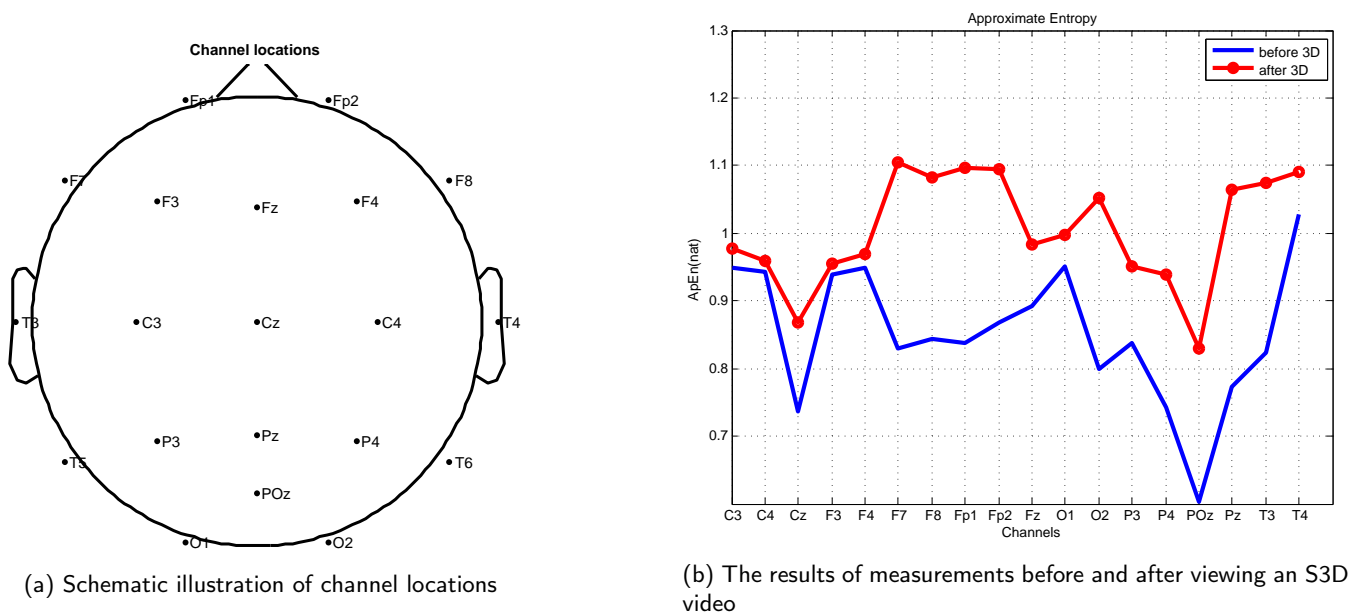 Channel locations
Fp1 Fp2
F7 F8
F3 Fz F4
T3 C3 Cz C4 T4
P3 Pz P4
T5 T6
POz
O1 O2
(a) Schematic illustration of channel locations
Approximate Entropy
before 3D
after 3D
1.3
1.2
1.1
1
0.9
0.8
0.7
ApEn(nat)
C3 C4 Cz F3 F4 F7 F8 Fp1 Fp2 Fz O1 O2 P3 P4 POz Pz T3 T4
Channels
(b) The results of measurements before and after viewing an S3D
video